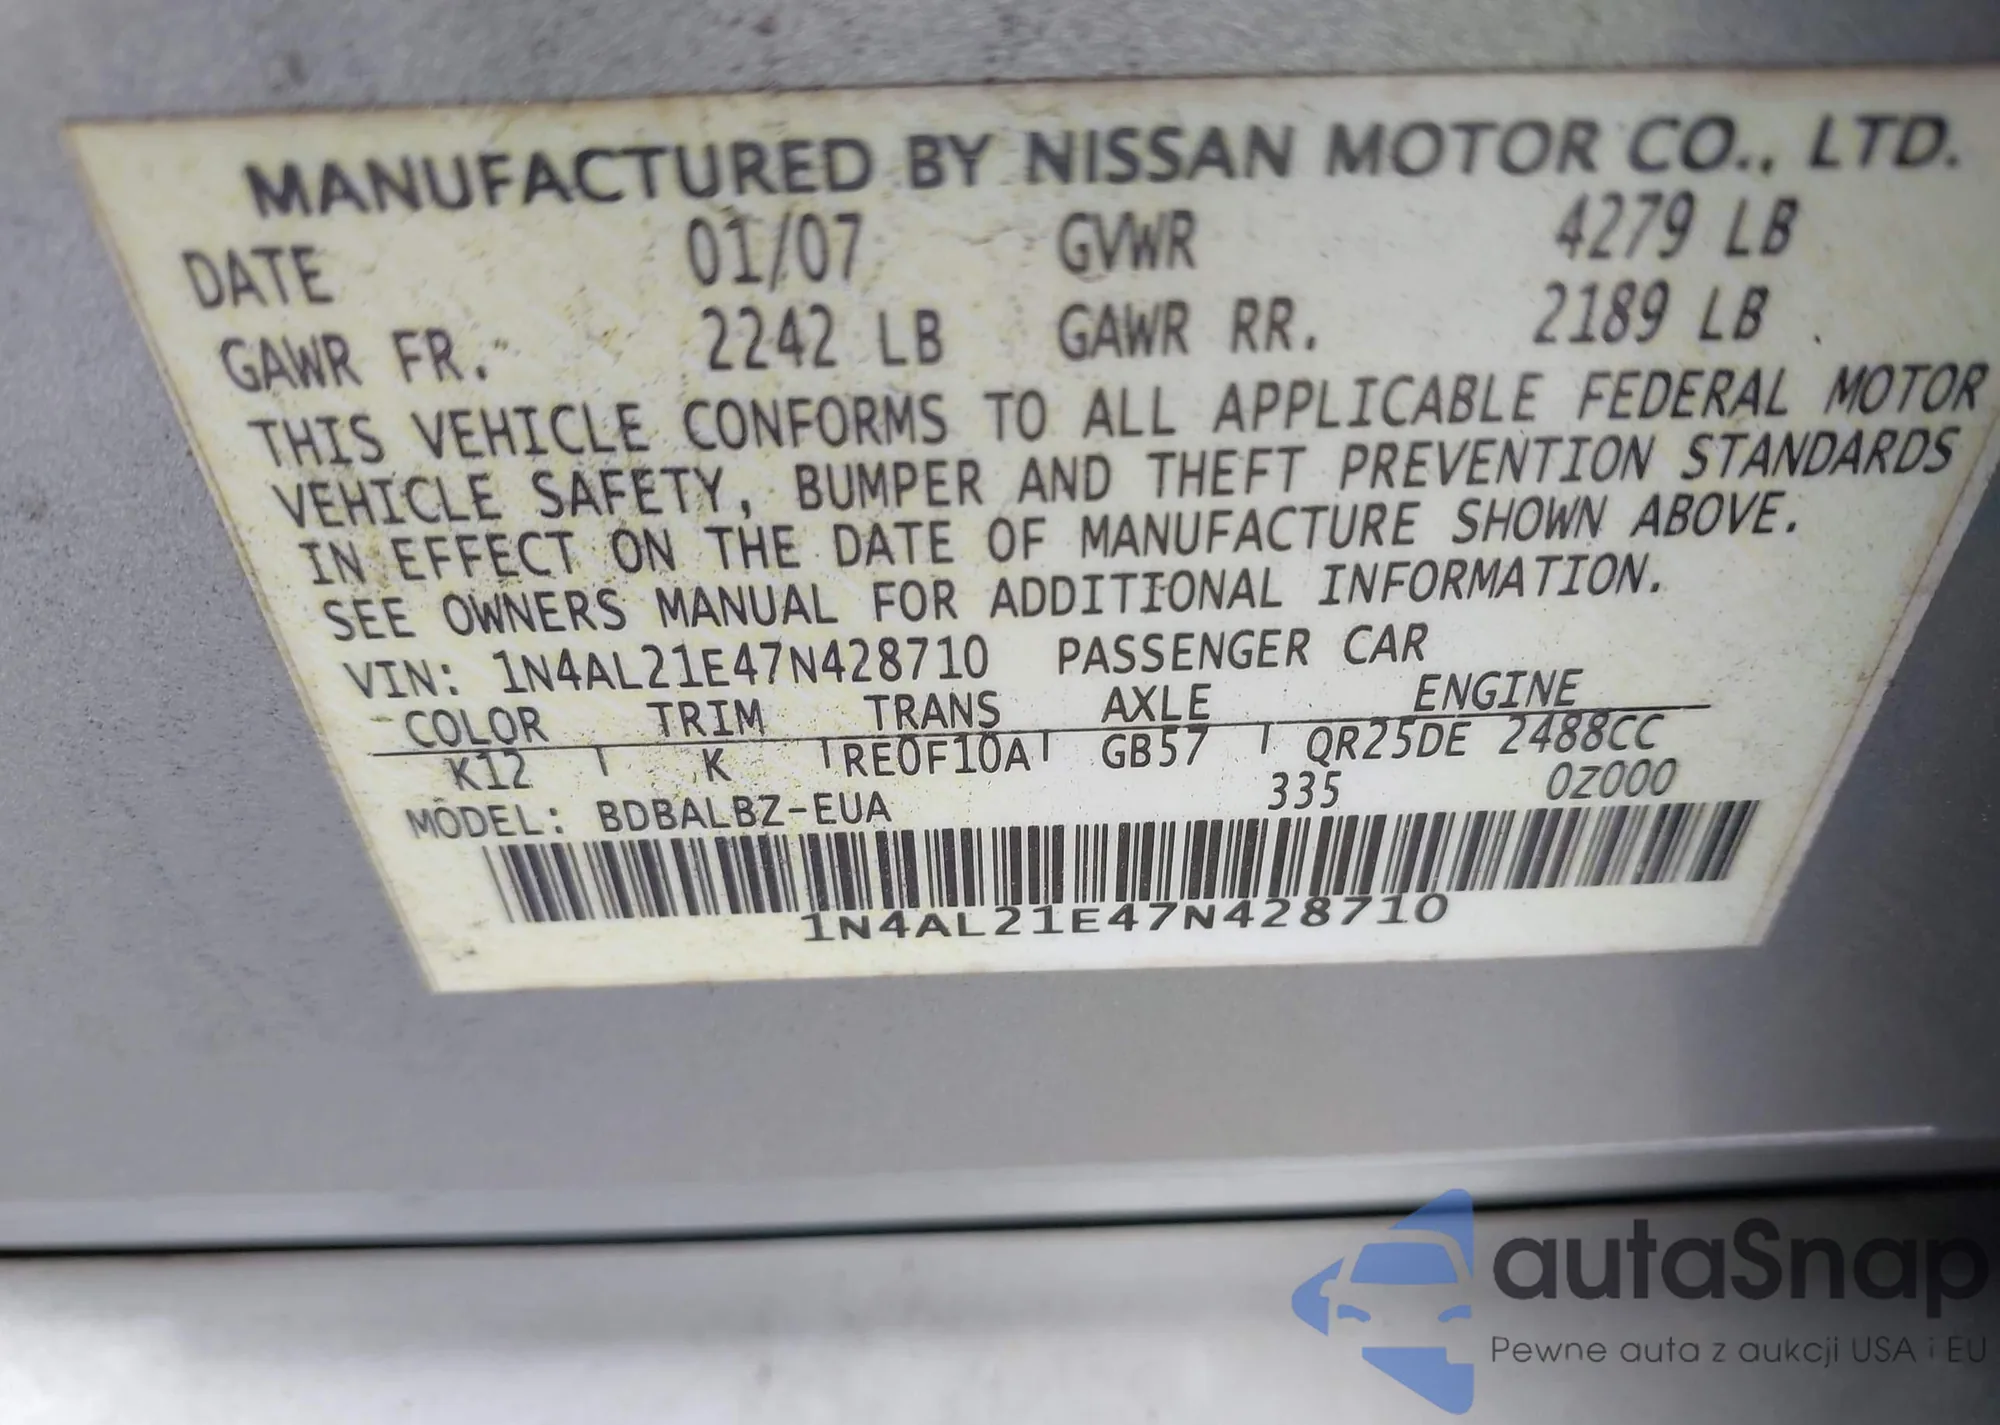 MANUFACTURED BY NISSAN MOTOR CO., LTD.
DATE 01/07 GVWR 4279 LB
GAWR FR. 2242 LB GAWR RR. 2189 LB
THIS VEHICLE CONFORMS TO ALL APPLICABLE FEDERAL MOTOR
VEHICLE SAFETY, BUMPER AND THEFT PREVENTION STANDARDS
IN EFFECT ON THE DATE OF MANUFACTURE SHOWN ABOVE.
SEE OWNERS MANUAL FOR ADDITIONAL INFORMATION.
VIN: 1N4AL21E47N428710 PASSENGER CAR
COLOR TRIM TRANS AXLE ENGINE
K12 K RE0F10A GB57 QR25DE 2488CC
335 0Z000
MODEL: BDBALBZ-EUA
1N4AL21E47N428710
autaSnap
Pewne auta z aukcji USA i EU